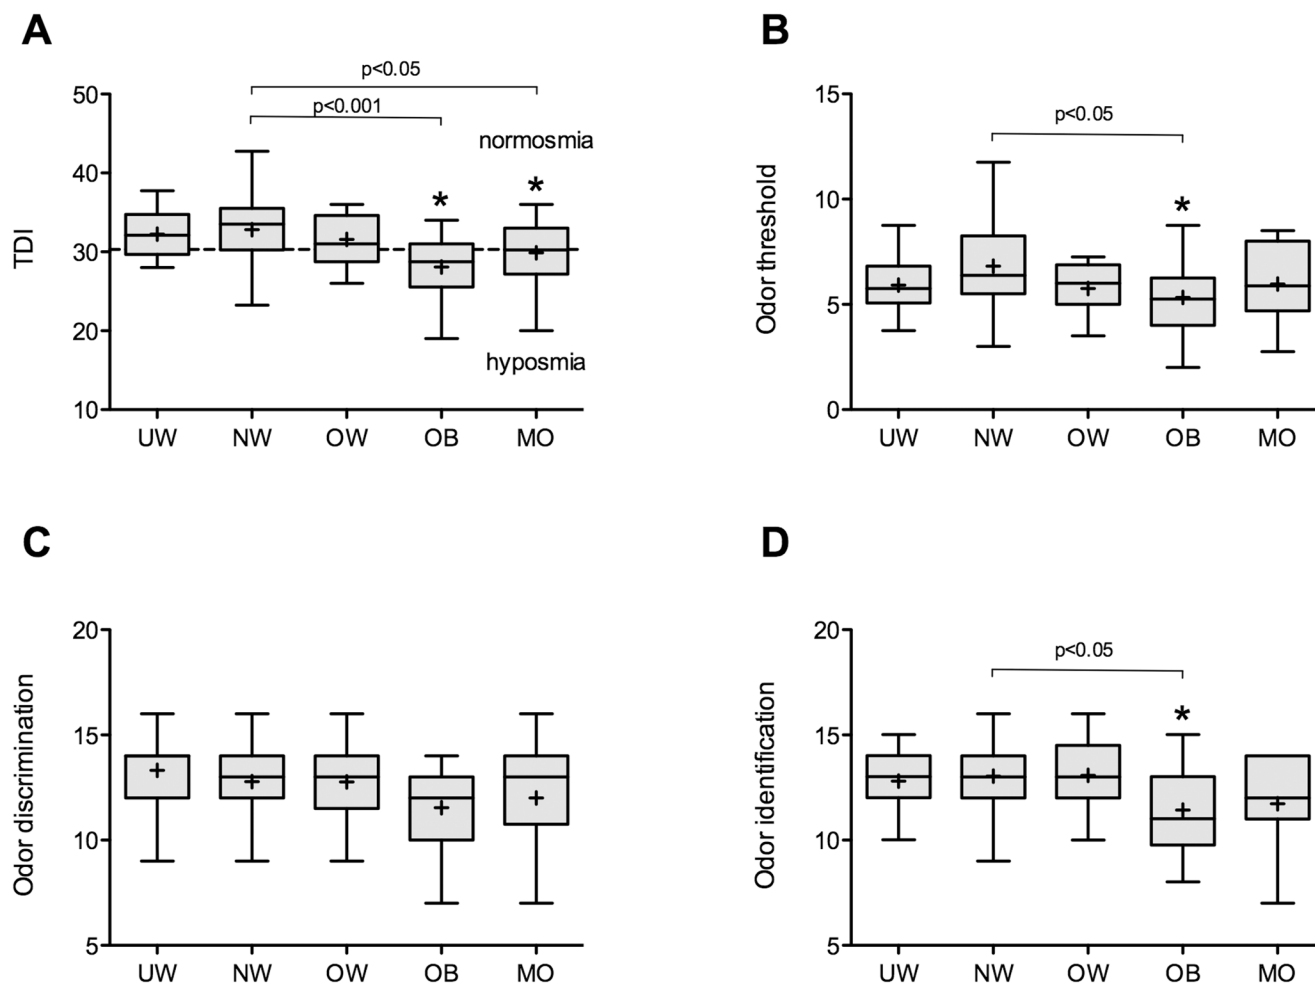 A
p<0.05
p<0.001
normosmia
hyposmia
TDI
50
40
30
20
10
UW NW OW OB MO
*
*
B
p<0.05
*
Odor threshold
15
10
5
0
UW NW OW OB MO
C
Odor discrimination
20
15
10
5
UW NW OW OB MO
D
p<0.05
*
Odor identification
20
15
10
5
UW NW OW OB MO